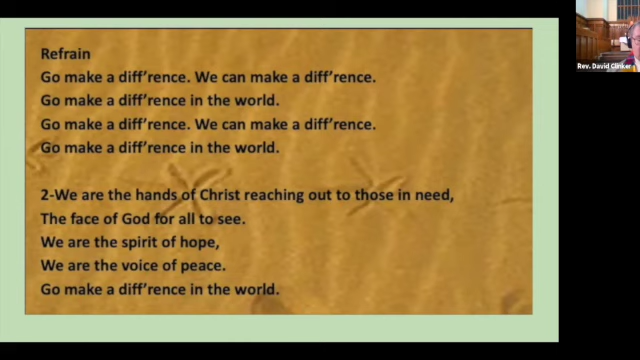 Refrain
Go make a diff'rence. We can make a diff'rence.
Go make a diff'rence in the world.
Go make a diff'rence. We can make a diff'rence.
Go make a diff'rence in the world.
2-We are the hands of Christ reaching out to those in need,
The face of God for all to see.
We are the spirit of hope,
We are the voice of peace.
Go make a diff'rence in the world.
Rev. David Clinker